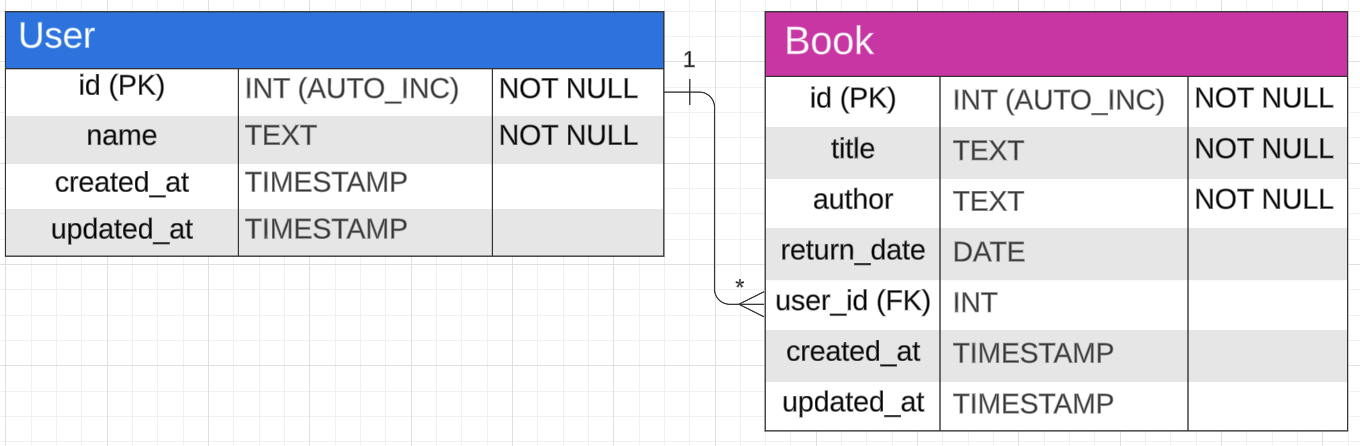 User
id (PK) INT (AUTO_INC) NOT NULL
name TEXT NOT NULL
created_at TIMESTAMP
updated_at TIMESTAMP
1
*
Book
id (PK) INT (AUTO_INC) NOT NULL
title TEXT NOT NULL
author TEXT NOT NULL
return_date DATE
user_id (FK) INT
created_at TIMESTAMP
updated_at TIMESTAMP